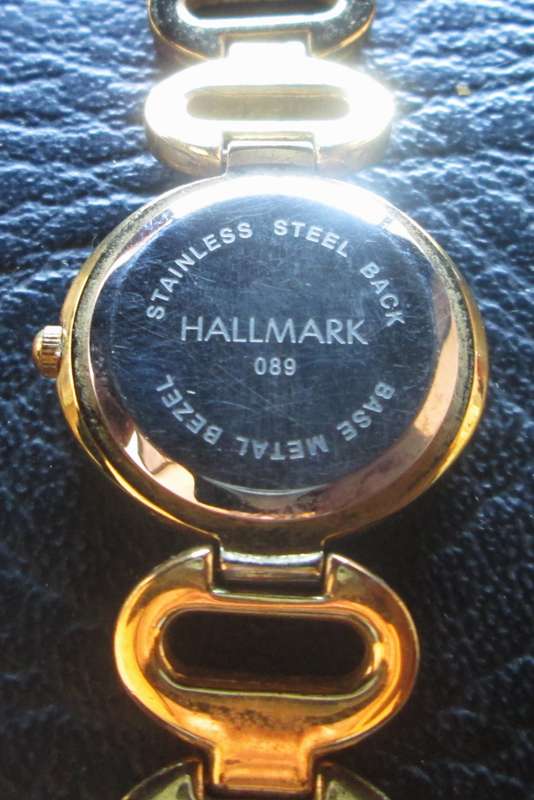 STAINLESS STEEL BACK
HALLMARK
089
BASE METAL BEZEL